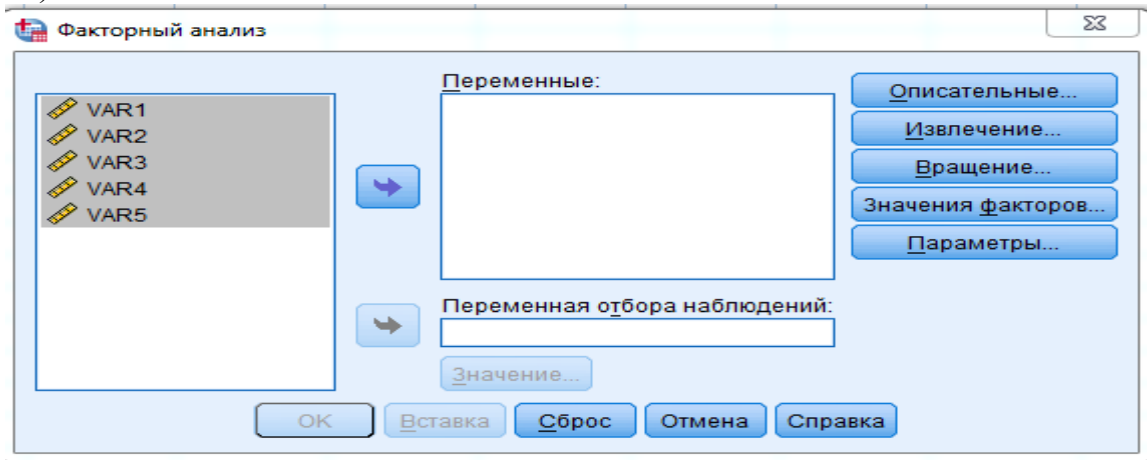 Факторный анализ
VAR1
VAR2
VAR3
VAR4
VAR5
Переменные:
Переменная отбора наблюдений:
Значение...
Описательные...
Извлечение...
Вращение...
Значения факторов...
Параметры...
OK
Вставка
Сброс
Отмена
Справка